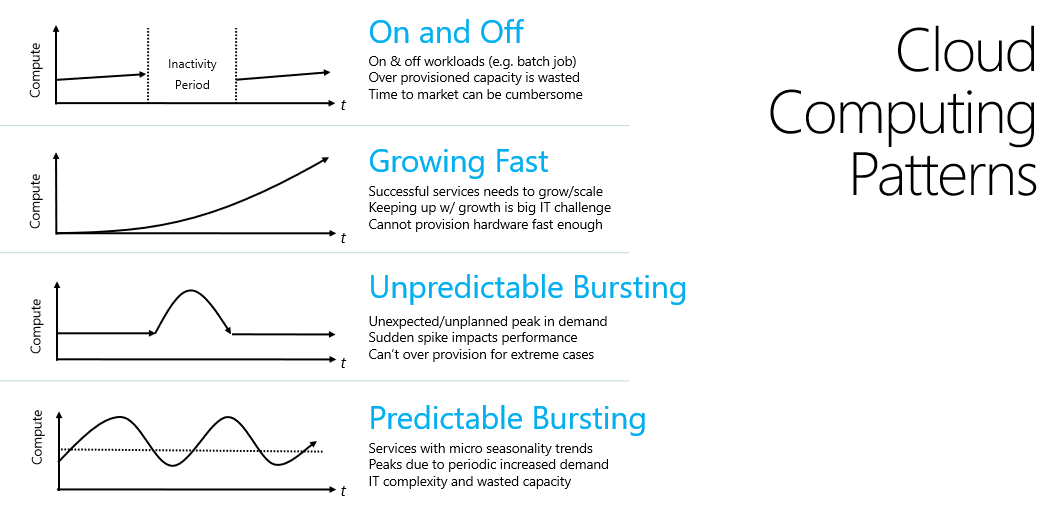 Cloud
Computing
Patterns
Compute
Inactivity
Period
t
On and Off
On & off workloads (e.g. batch job)
Over provisioned capacity is wasted
Time to market can be cumbersome
Compute
t
Growing Fast
Successful services needs to grow/scale
Keeping up w/ growth is big IT challenge
Cannot provision hardware fast enough
Compute
t
Unpredictable Bursting
Unexpected/unplanned peak in demand
Sudden spike impacts performance
Can't over provision for extreme cases
Compute
t
Predictable Bursting
Services with micro seasonality trends
Peaks due to periodic increased demand
IT complexity and wasted capacity